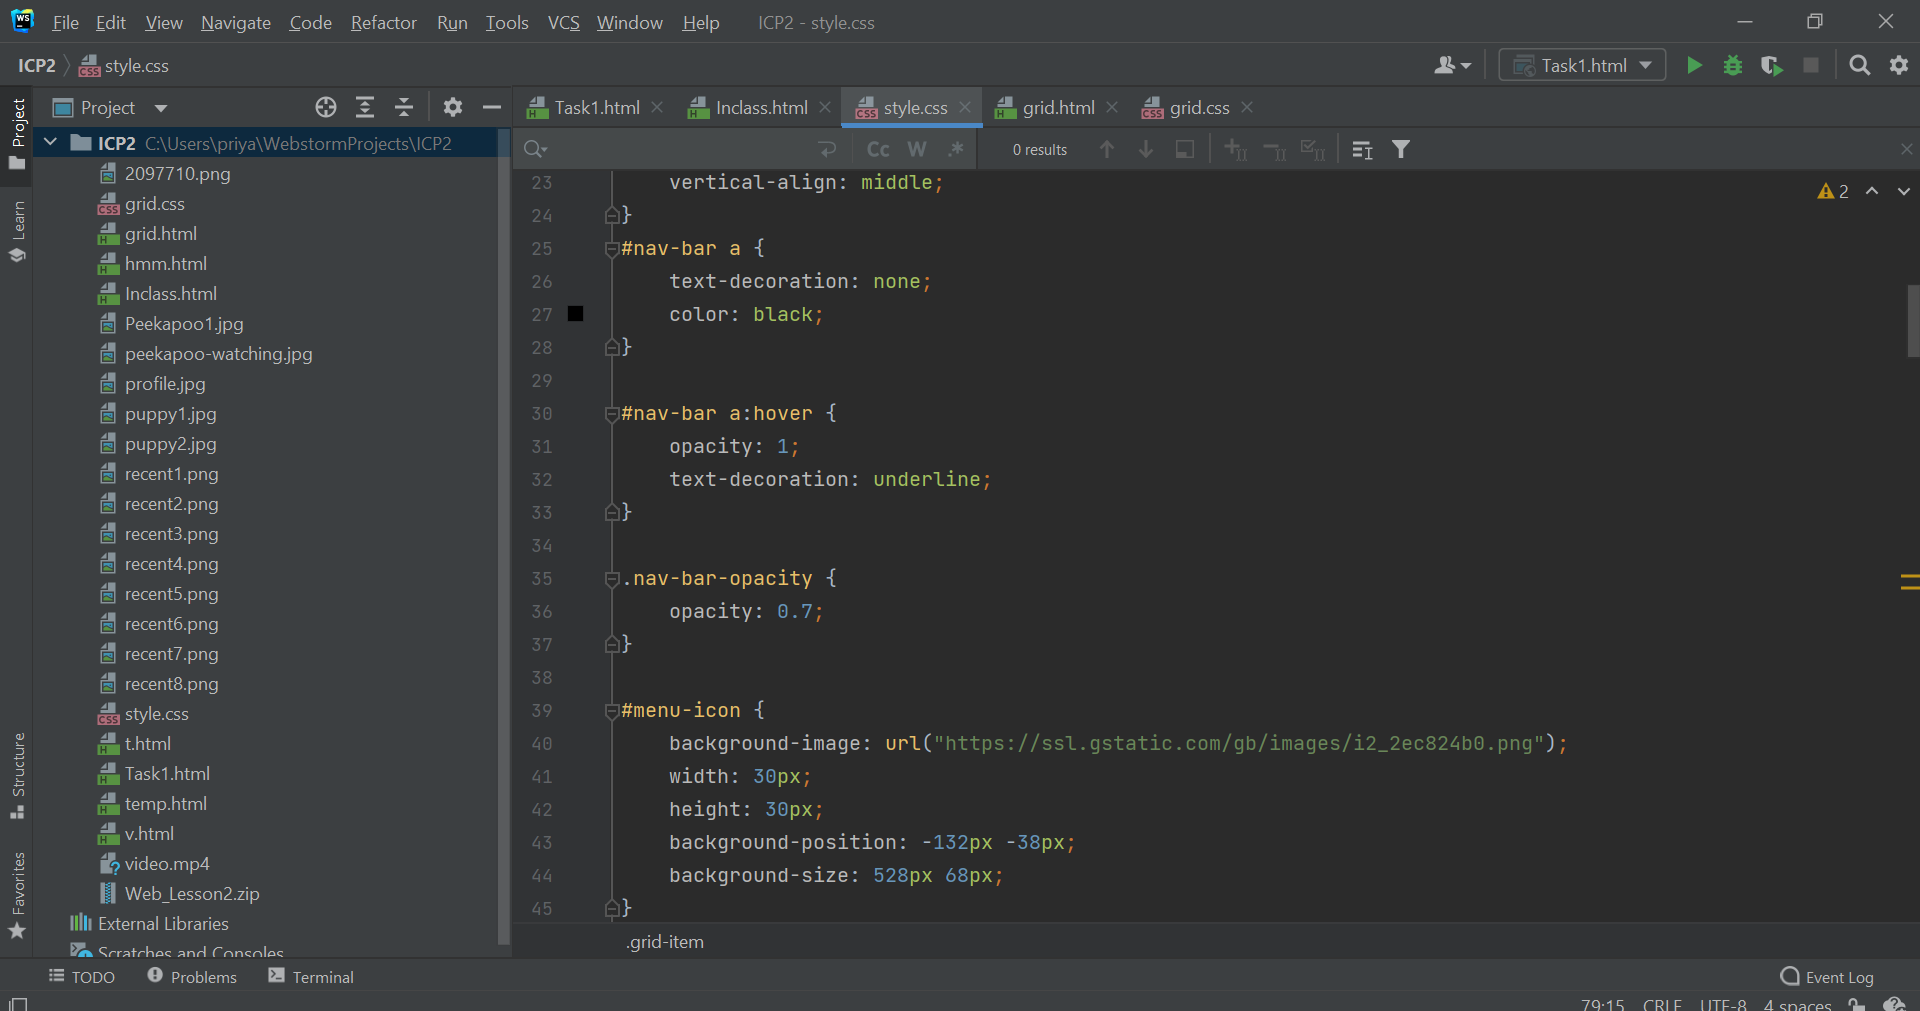 WS File Edit View Navigate Code Refactor Run Tools VCS Window Help ICP2 - style.css
ICP2 style.css Task1.html
Project
Task1.html Inclass.html style.css grid.html grid.css
Cc W .* 0 results
Project
Learn
Structure
Favorites
ICP2 C:\Users\priya\WebstormProjects\ICP2
2097710.png
grid.css
grid.html
hmm.html
Inclass.html
Peekapoo1.jpg
peekapoo-watching.jpg
profile.jpg
puppy1.jpg
puppy2.jpg
recent1.png
recent2.png
recent3.png
recent4.png
recent5.png
recent6.png
recent7.png
recent8.png
style.css
t.html
Task1.html
temp.html
v.html
video.mp4
Web_Lesson2.zip
External Libraries
Scratches and Consoles
23 vertical-align: middle;
24 }
25 #nav-bar a {
26 text-decoration: none;
27 color: black;
28 }
29
30 #nav-bar a:hover {
31 opacity: 1;
32 text-decoration: underline;
33 }
34
35 .nav-bar-opacity {
36 opacity: 0.7;
37 }
38
39 #menu-icon {
40 background-image: url("https://ssl.gstatic.com/gb/images/i2_2ec824b0.png");
41 width: 30px;
42 height: 30px;
43 background-position: -132px -38px;
44 background-size: 528px 68px;
45 }
2
.grid-item
TODO Problems Terminal Event Log
79:15 CRLF UTF-8 4 spaces